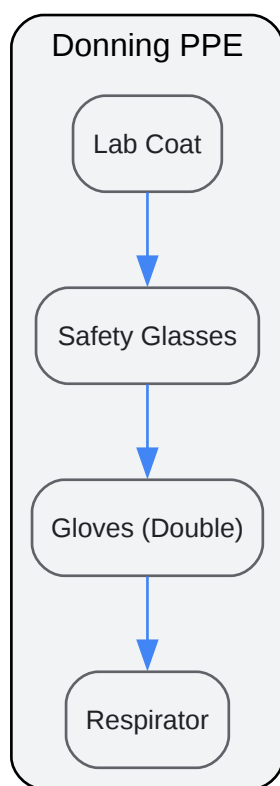 Donning PPE
Lab Coat
Safety Glasses
Gloves (Double)
Respirator